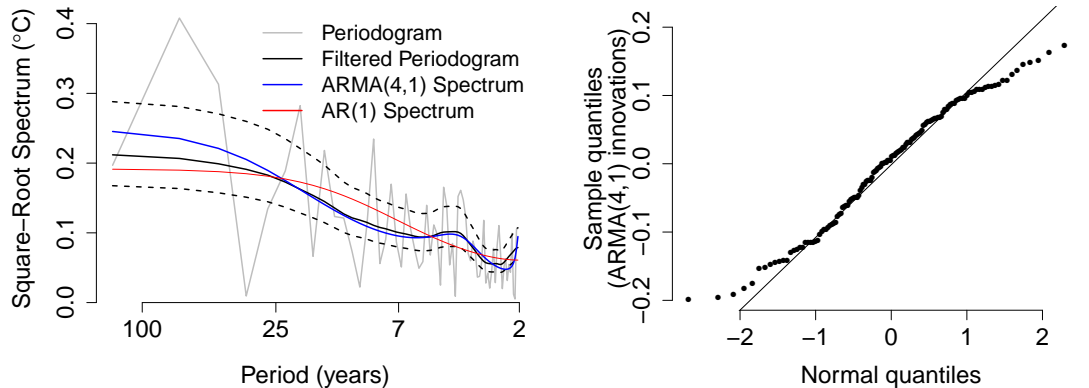 Square−Root Spectrum (°C)
0.0
0.1
0.2
0.3
0.4
Periodogram
Filtered Periodogram
ARMA(4,1) Spectrum
AR(1) Spectrum
100
25
7
2
Period (years)
Sample quantiles
(ARMA(4,1) innovations)
−0.2
−0.1
0.0
0.1
0.2
−2
−1
0
1
2
Normal quantiles